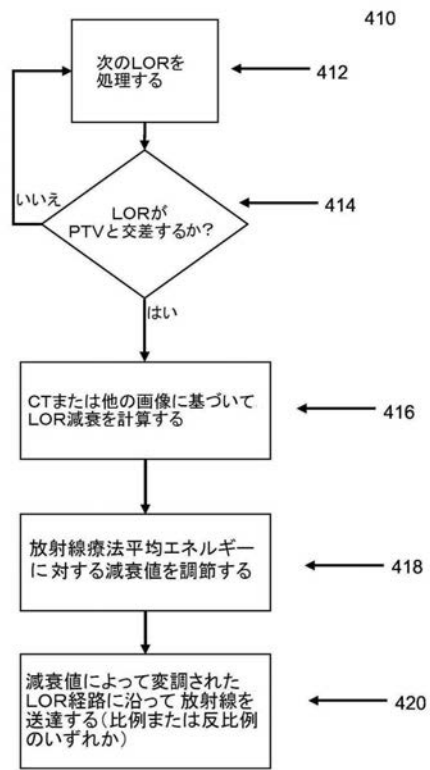 410
次のLORを
処理する
412
いいえ
LORが
PTVと交差するか?
414
はい
CTまたは他の画像に基づいて
LOR減衰を計算する
416
放射線療法平均エネルギー
に対する減衰値を調節する
418
減衰値によって変調された
LOR経路に沿って放射線を
送達する(比例または反比例
のいずれか)
420